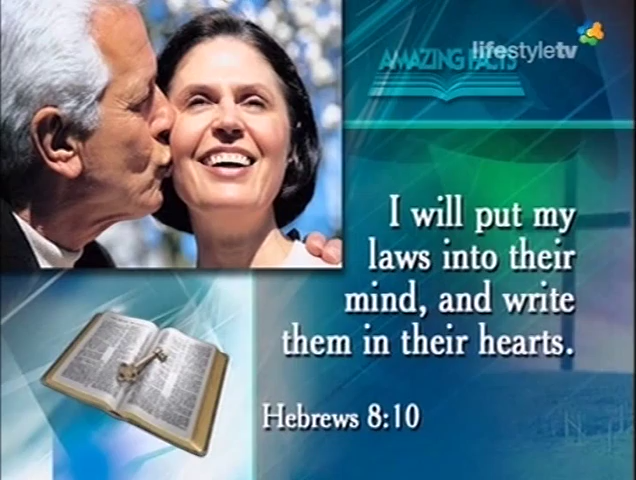 lifestyletv
AMAZING FACTS
I will put my
laws into their
mind, and write
them in their hearts.
Hebrews 8:10